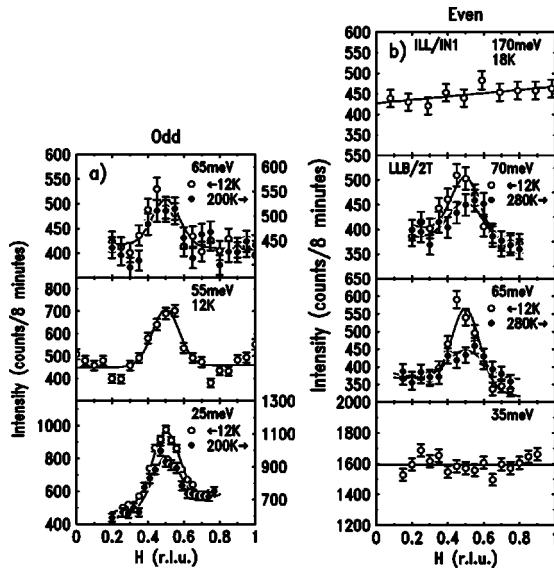 Odd
a)
65meV
←12K
200K→
600
550
500
450
400
600
550
500
450
55meV
12K
800
700
600
500
400
25meV
←12K
200K→
1000
800
600
400
1300
1100
900
700
0 0.2 0.4 0.6 0.8 1
H (r.l.u.)
Intensity (counts/8 minutes)
Even
b) ILL/IN1
170meV
18K
600
550
500
450
400
350
LLB/2T
70meV
←12K
280K→
550
500
450
400
350
650
65meV
←12K
280K→
600
550
500
450
400
350
300
2000
35meV
1800
1600
1400
1200
0 0.2 0.4 0.6 0.8 1
H (r.l.u.)
Intensity (counts/8 minutes)